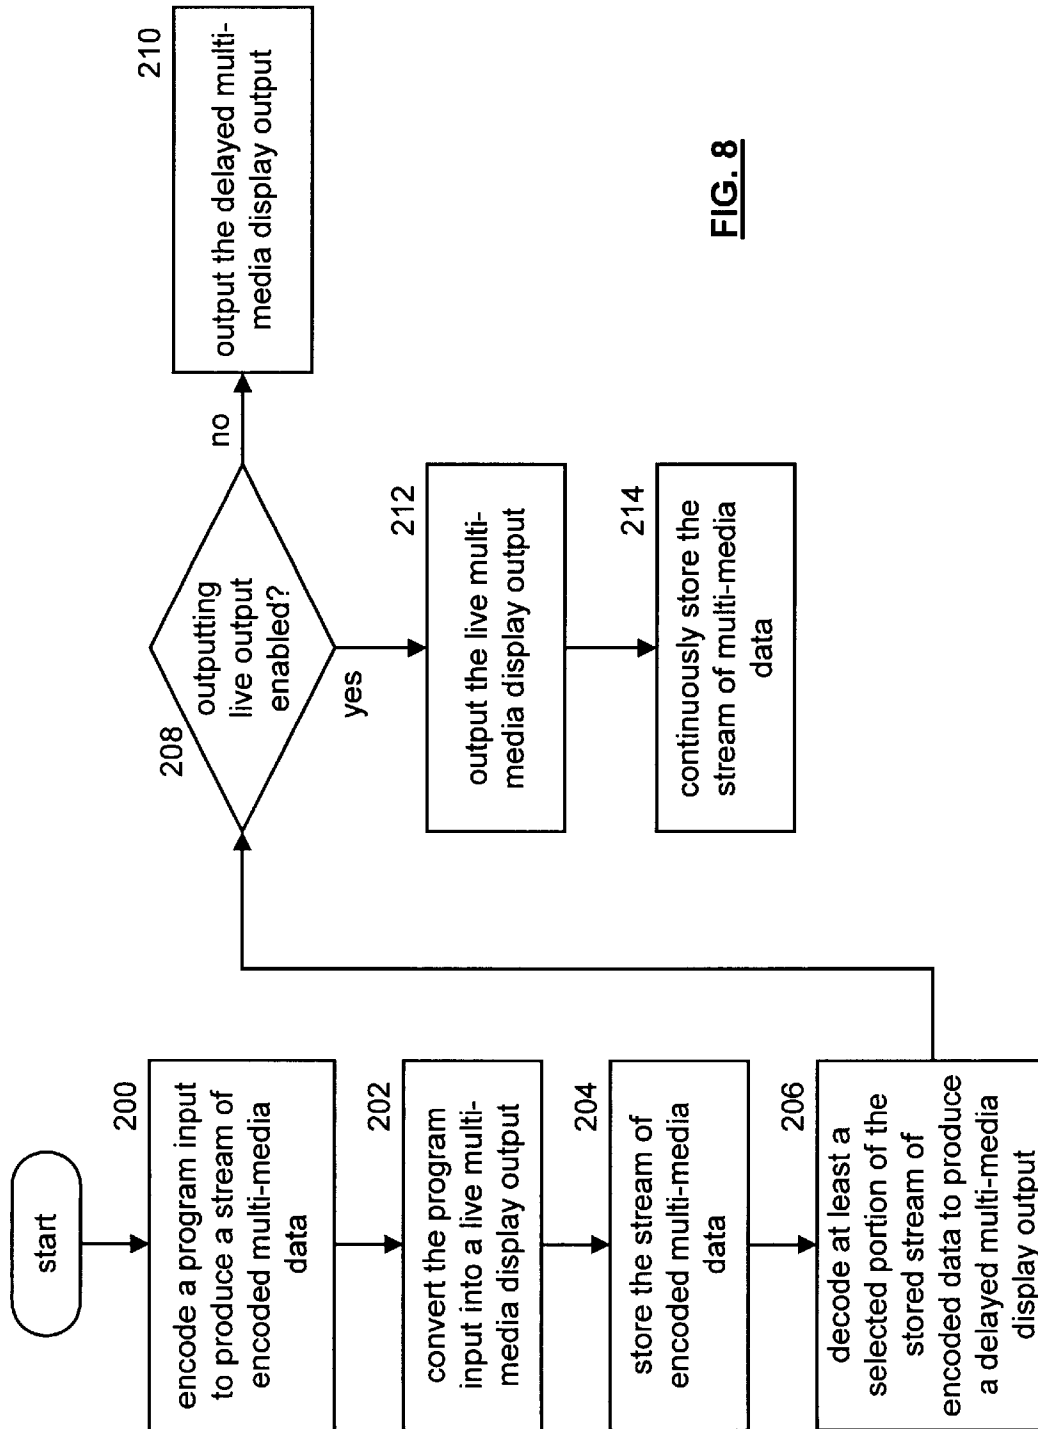 start
200
encode a program input
to produce a stream of
encoded multi-media
data
202
convert the program
input into a live multi-
media display output
204
store the stream of
encoded multi-media
data
206
decode at least a
selected portion of the
stored stream of
encoded data to produce
a delayed multi-media
display output
208
outputting
live output
enabled?
no
yes
210
output the delayed multi-
media display output
212
output the live multi-
media display output
214
continuously store the
stream of multi-media
data
FIG. 8